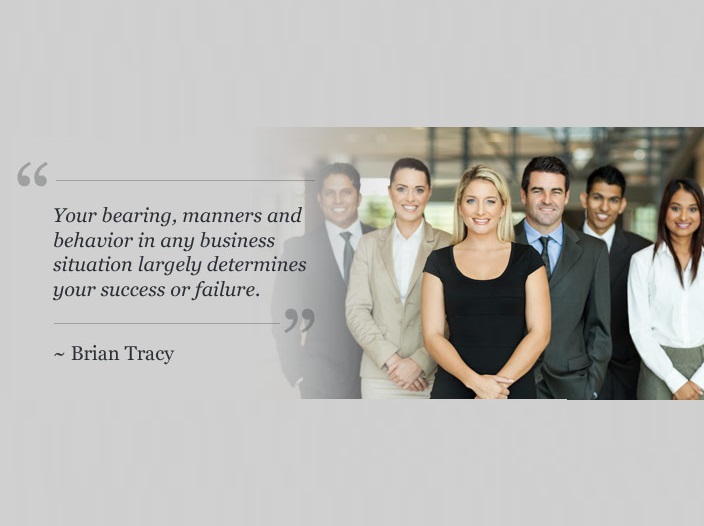 “
Your bearing, manners and
behavior in any business
situation largely determines
your success or failure.
”
~ Brian Tracy